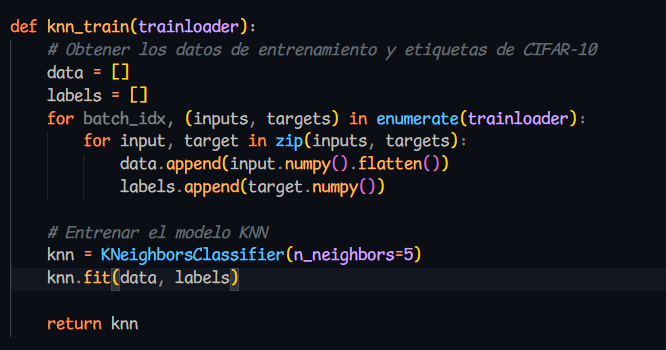 def knn_train(trainloader):
    # Obtener los datos de entrenamiento y etiquetas de CIFAR-10
    data = []
    labels = []
    for batch_idx, (inputs, targets) in enumerate(trainloader):
        for input, target in zip(inputs, targets):
            data.append(input.numpy().flatten())
            labels.append(target.numpy())

    # Entrenar el modelo KNN
    knn = KNeighborsClassifier(n_neighbors=5)
    knn.fit(data, labels)

    return knn